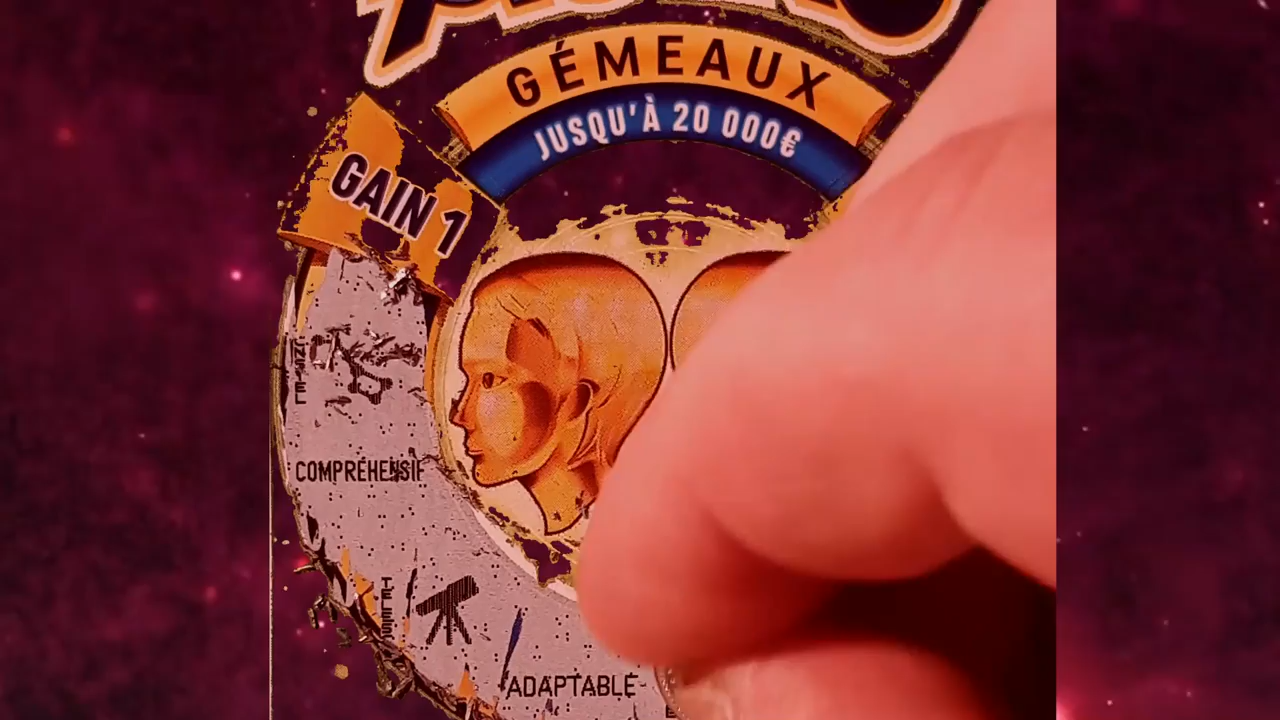 GÉMEAUX
JUSQU'À 20 000€
GAIN 1
COMPRÉHENSIF
ADAPTABLE